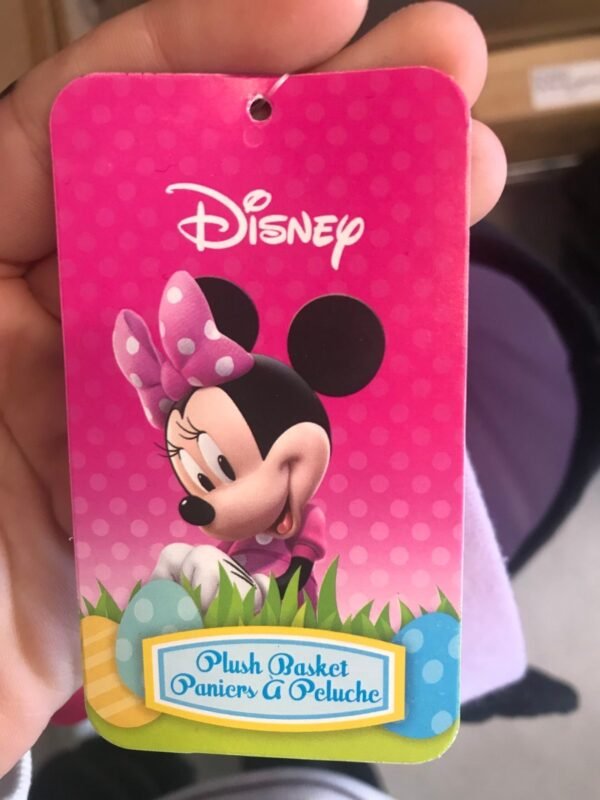 Disney
Plush Basket
Paniers À Peluche